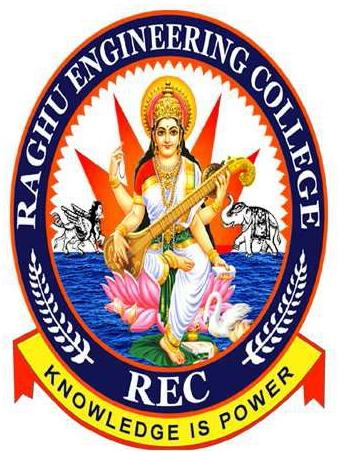 RAGHU ENGINEERING COLLEGE
REC
KNOWLEDGE IS POWER